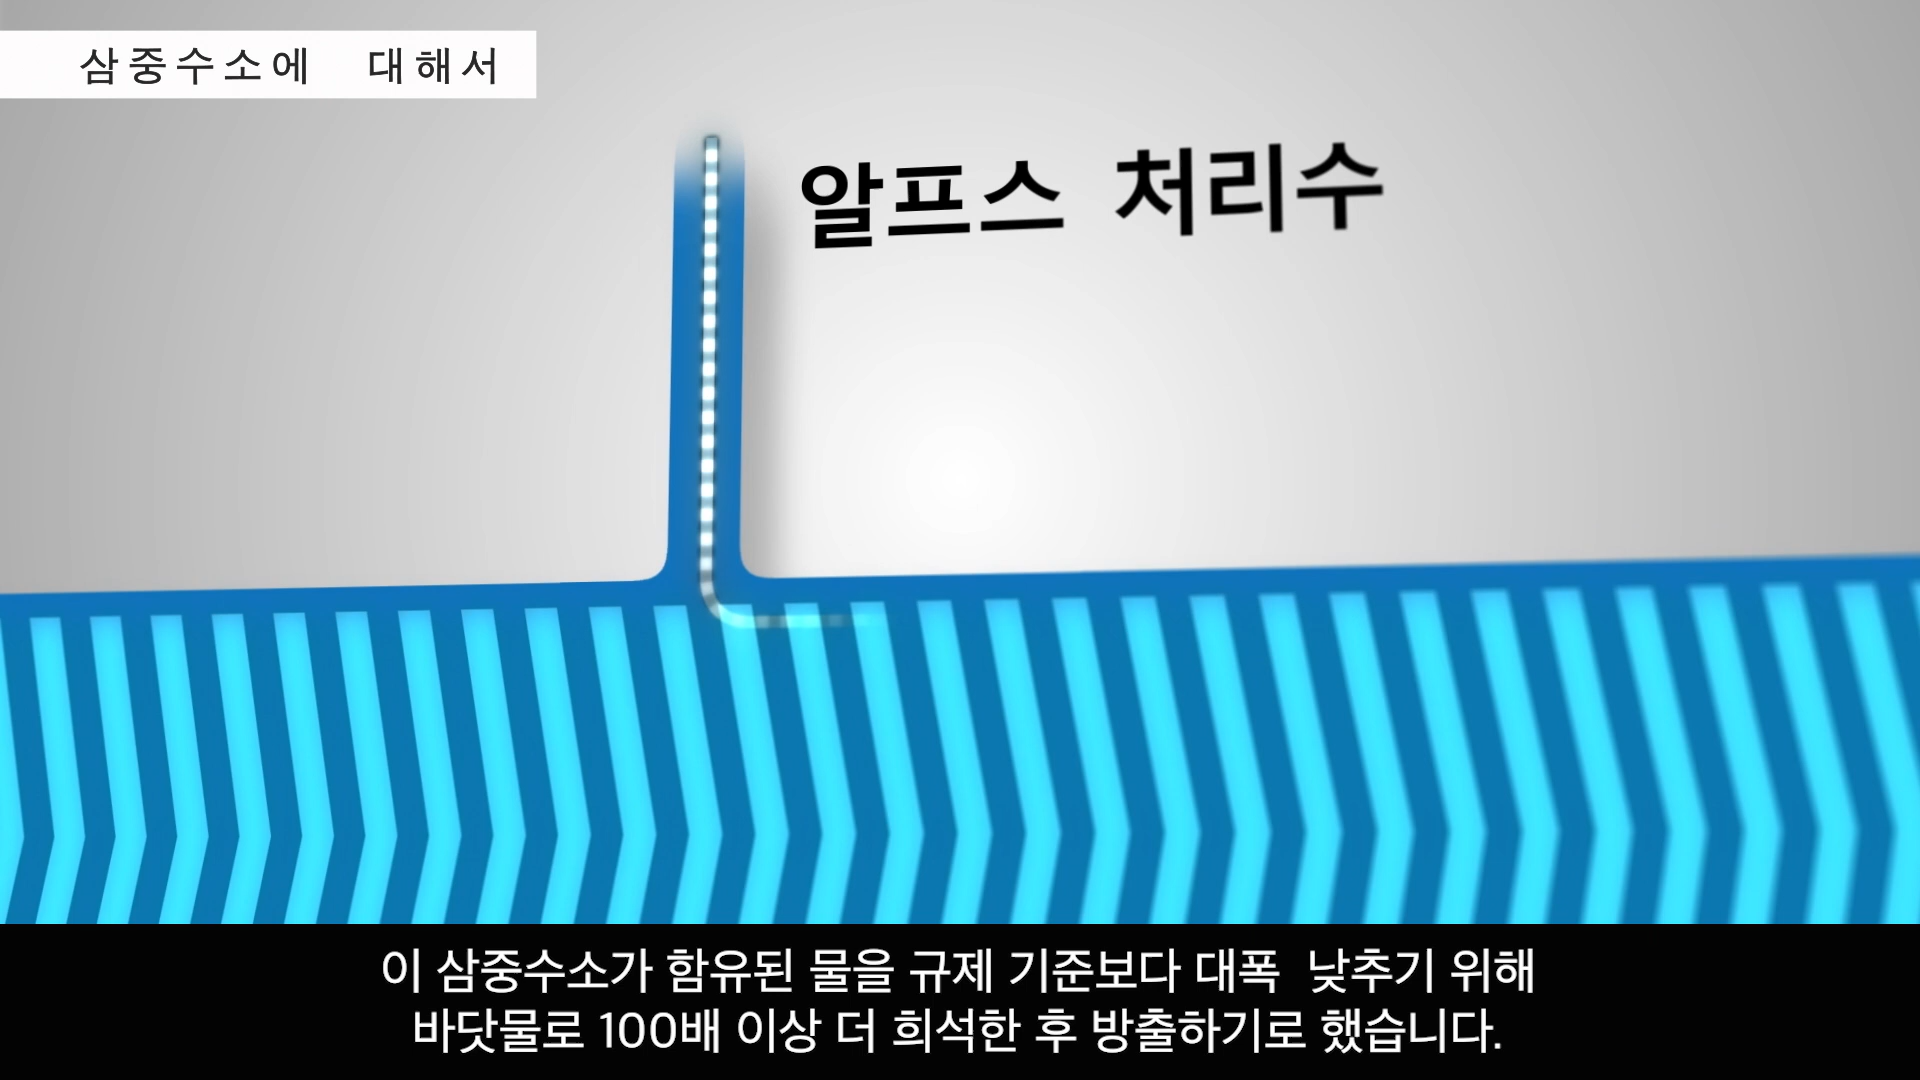 삼중수소에 대해서
알프스 처리수
이 삼중수소가 함유된 물을 규제 기준보다 대폭 낮추기 위해
바닷물로 100배 이상 더 희석한 후 방출하기로 했습니다.